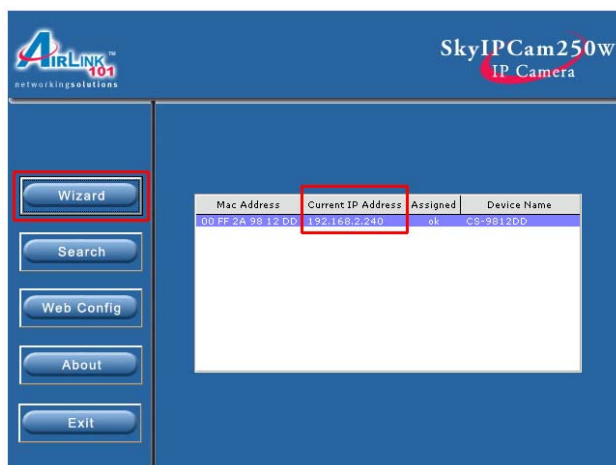 AIRLINK™
101
networkingsolutions
SkyIPCam250W
IP Camera
Wizard
Search
Web Config
About
Exit
Mac Address Current IP Address Assigned Device Name
00 FF 2A 98 12 DD 192.168.2.240 ok CS-9812DD